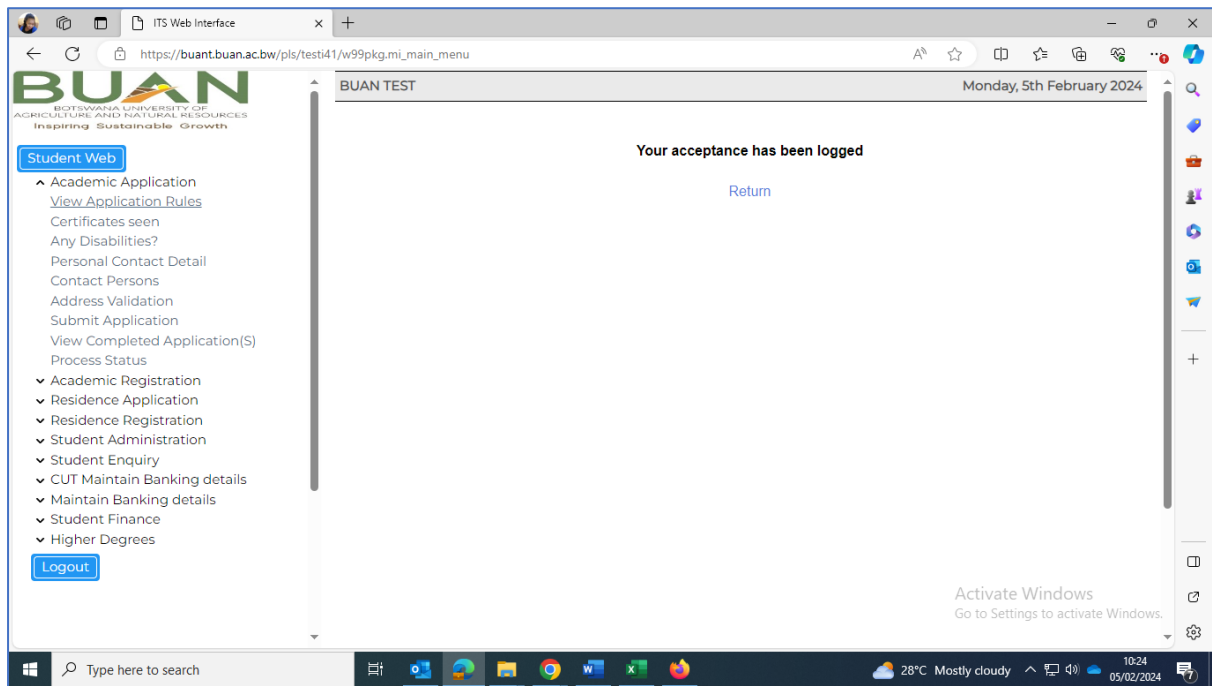 ITS Web Interface
https://buant.buan.ac.bw/pls/testi41/w99pkg.mi_main_menu
BUAN
BOTSWANA UNIVERSITY OF
AGRICULTURE AND NATURAL RESOURCES
Inspiring Sustainable Growth
BUAN TEST
Monday, 5th February 2024
Student Web
Academic Application
View Application Rules
Certificates seen
Any Disabilities?
Personal Contact Detail
Contact Persons
Address Validation
Submit Application
View Completed Application(S)
Process Status
Academic Registration
Residence Application
Residence Registration
Student Administration
Student Enquiry
CUT Maintain Banking details
Maintain Banking details
Student Finance
Higher Degrees
Logout
Your acceptance has been logged
Return
Activate Windows
Go to Settings to activate Windows.
Type here to search
28°C Mostly cloudy
10:24
05/02/2024
7